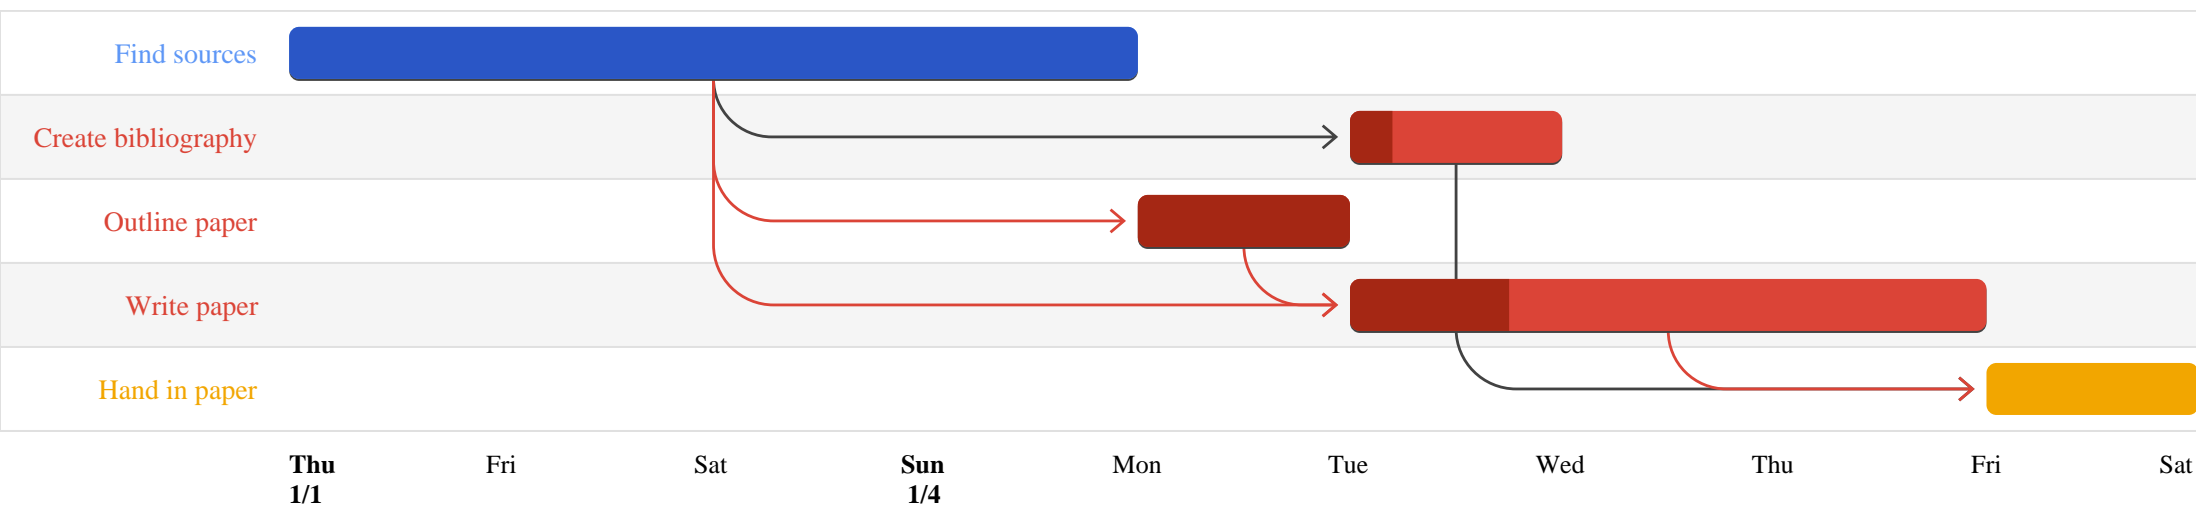 Find sources
Create bibliography
Outline paper
Write paper
Hand in paper
Thu Fri Sat Sun Mon Tue Wed Thu Fri Sat
1/1 1/4